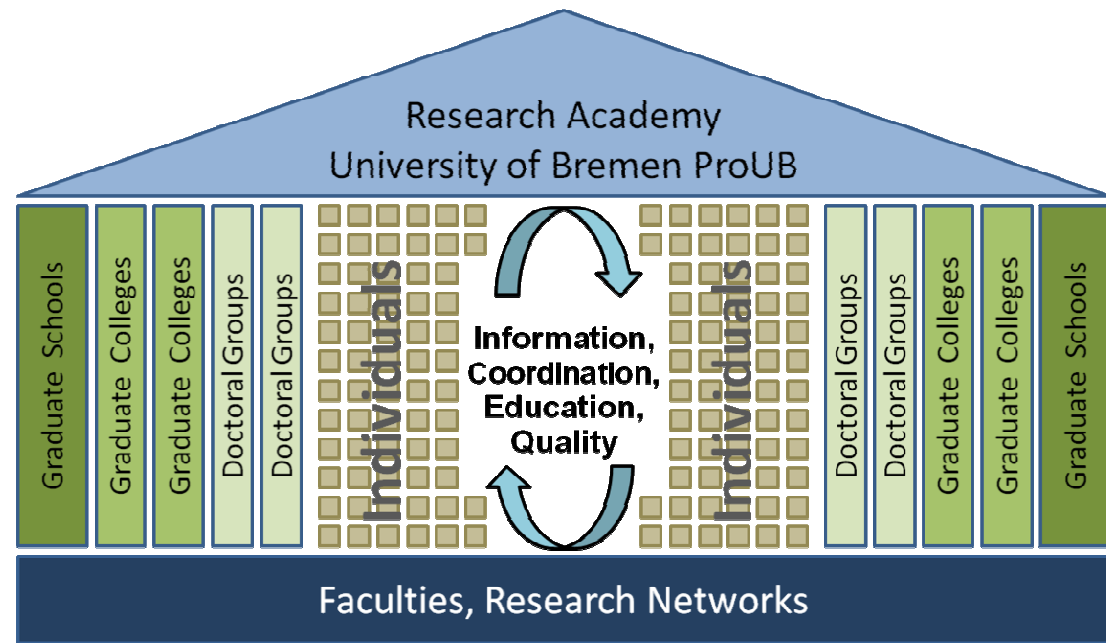 Research Academy
University of Bremen ProUB
Graduate Schools
Graduate Colleges
Graduate Colleges
Doctoral Groups
Doctoral Groups
Individuals
Information,
Coordination,
Education,
Quality
Individuals
Doctoral Groups
Doctoral Groups
Graduate Colleges
Graduate Colleges
Graduate Schools
Faculties, Research Networks